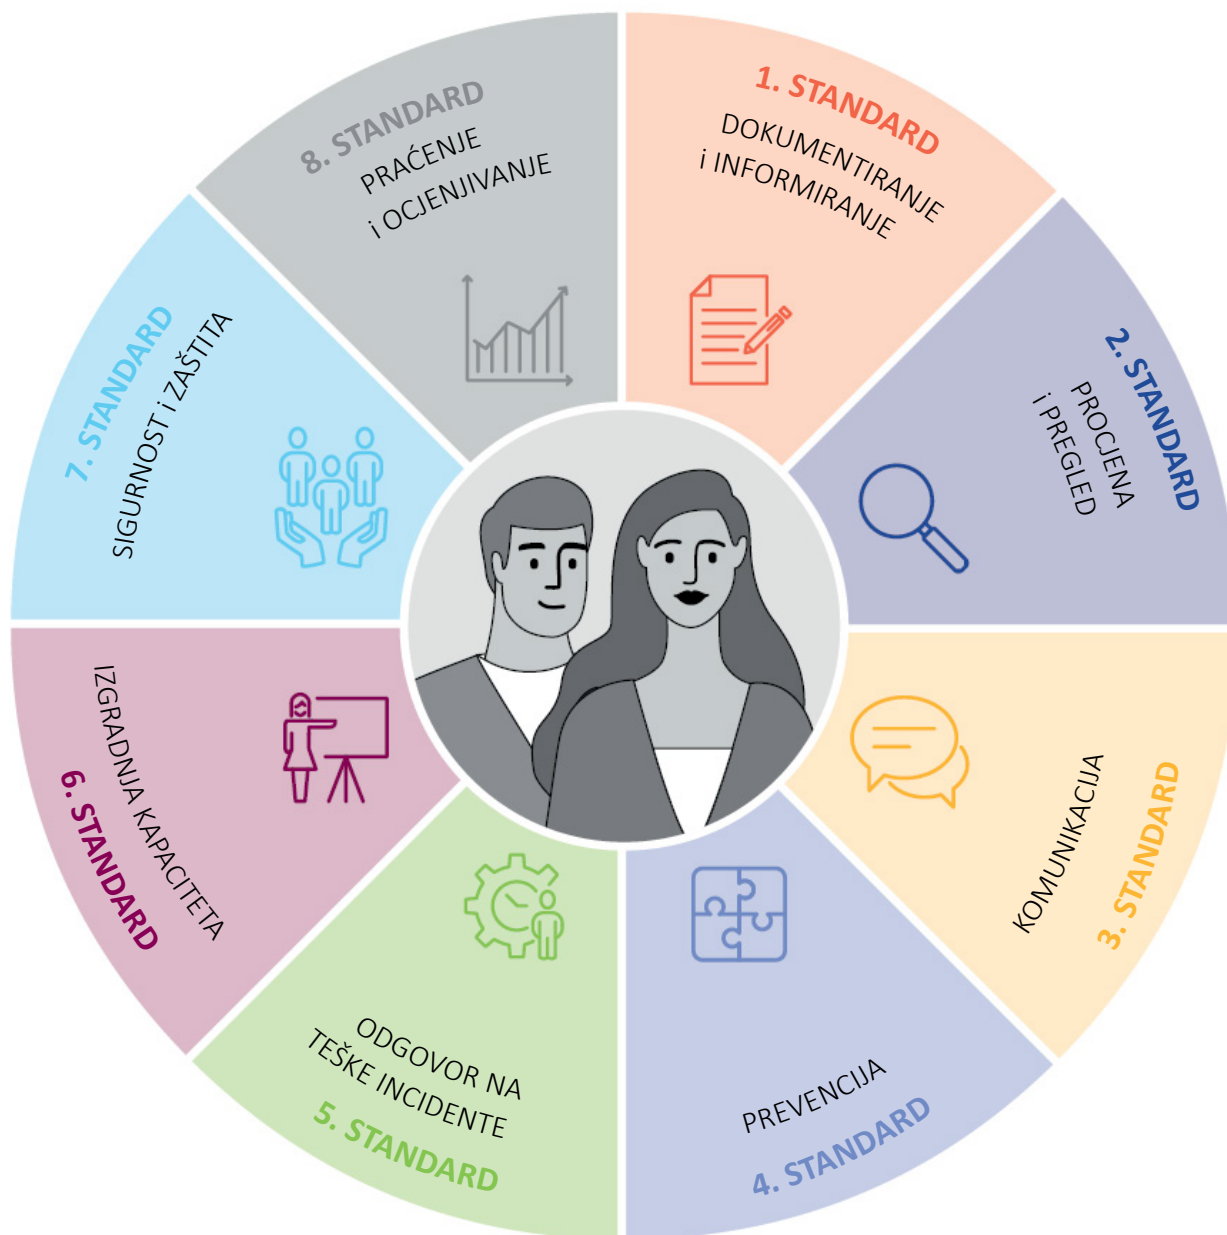 1. STANDARD
DOKUMENTIRANJE
i INFORMIRANJE
2. STANDARD
PROCJENA
i PREGLED
KOMUNIKACIJA
3. STANDARD
PREVENCIJA
4. STANDARD
ODGOVOR NA
TEŠKE INCIDENTE
5. STANDARD
IZGRADNJA KAPACITETA
6. STANDARD
7. STANDARD
SIGURNOST i ZAŠTITA
8. STANDARD
PRAĆENJE
i OCJENJIVANJE